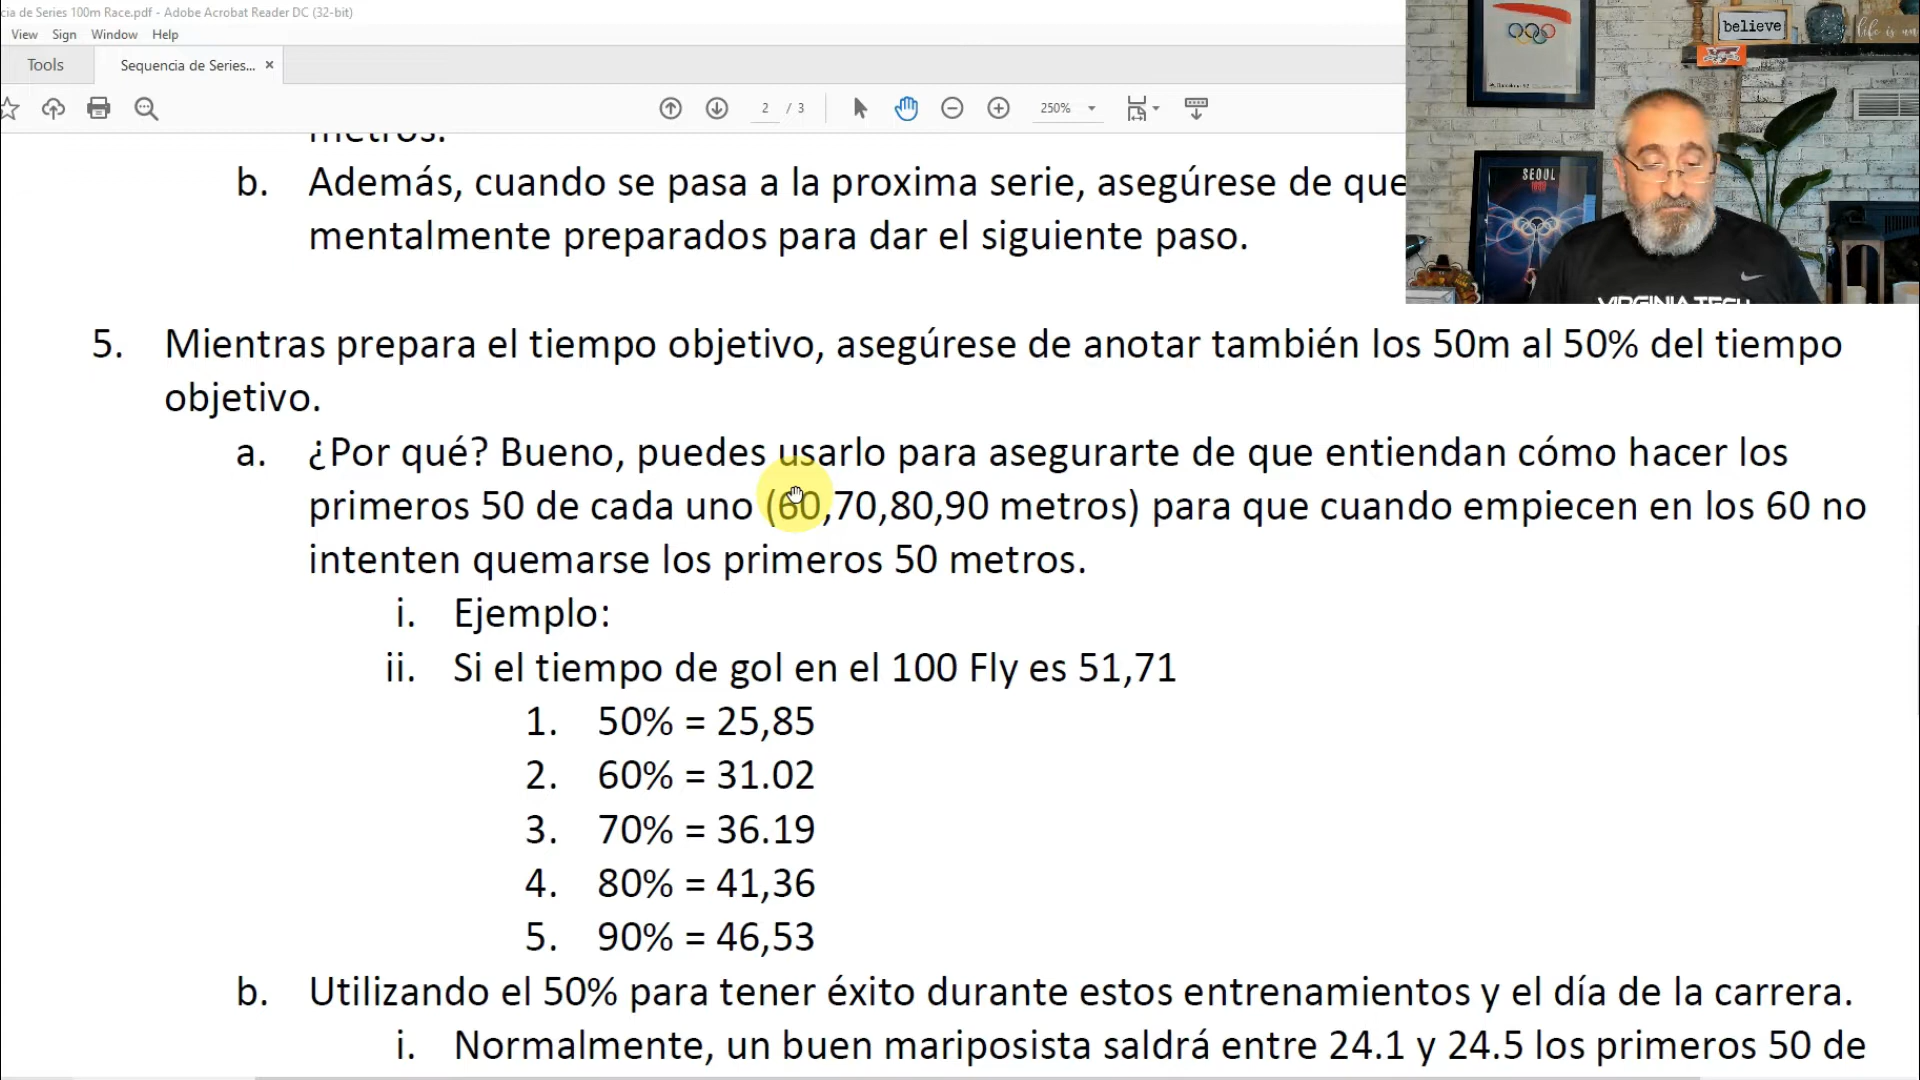 cia de Series 100m Race.pdf - Adobe Acrobat Reader DC (32-bit)
View Sign Window Help
Tools Sequencia de Series... ×
2 / 3 250%
believe
SEOUL
VIRGINIA TECH
metros.
b. Además, cuando se pasa a la proxima serie, asegúrese de que
mentalmente preparados para dar el siguiente paso.
5. Mientras prepara el tiempo objetivo, asegúrese de anotar también los 50m al 50% del tiempo
objetivo.
a. ¿Por qué? Bueno, puedes usarlo para asegurarte de que entiendan cómo hacer los
primeros 50 de cada uno (60,70,80,90 metros) para que cuando empiecen en los 60 no
intenten quemarse los primeros 50 metros.
i. Ejemplo:
ii. Si el tiempo de gol en el 100 Fly es 51,71
1. 50% = 25,85
2. 60% = 31.02
3. 70% = 36.19
4. 80% = 41,36
5. 90% = 46,53
b. Utilizando el 50% para tener éxito durante estos entrenamientos y el día de la carrera.
i. Normalmente, un buen mariposista saldrá entre 24.1 y 24.5 los primeros 50 de